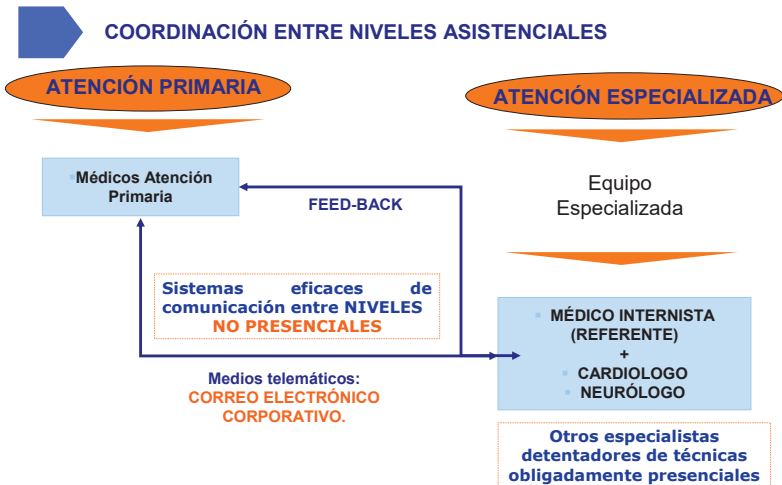 COORDINACIÓN ENTRE NIVELES ASISTENCIALES
ATENCIÓN PRIMARIA
ATENCIÓN ESPECIALIZADA
Médicos Atención
Primaria
FEED-BACK
Equipo
Especializada
Sistemas eficaces de
comunicación entre NIVELES
NO PRESENCIALES
MÉDICO INTERNISTA
(REFERENTE)
+
CARDIOLOGO
NEURÓLOGO
Medios telemáticos:
CORREO ELECTRÓNICO
CORPORATIVO.
Otros especialistas
detentadores de técnicas
obligadamente presenciales